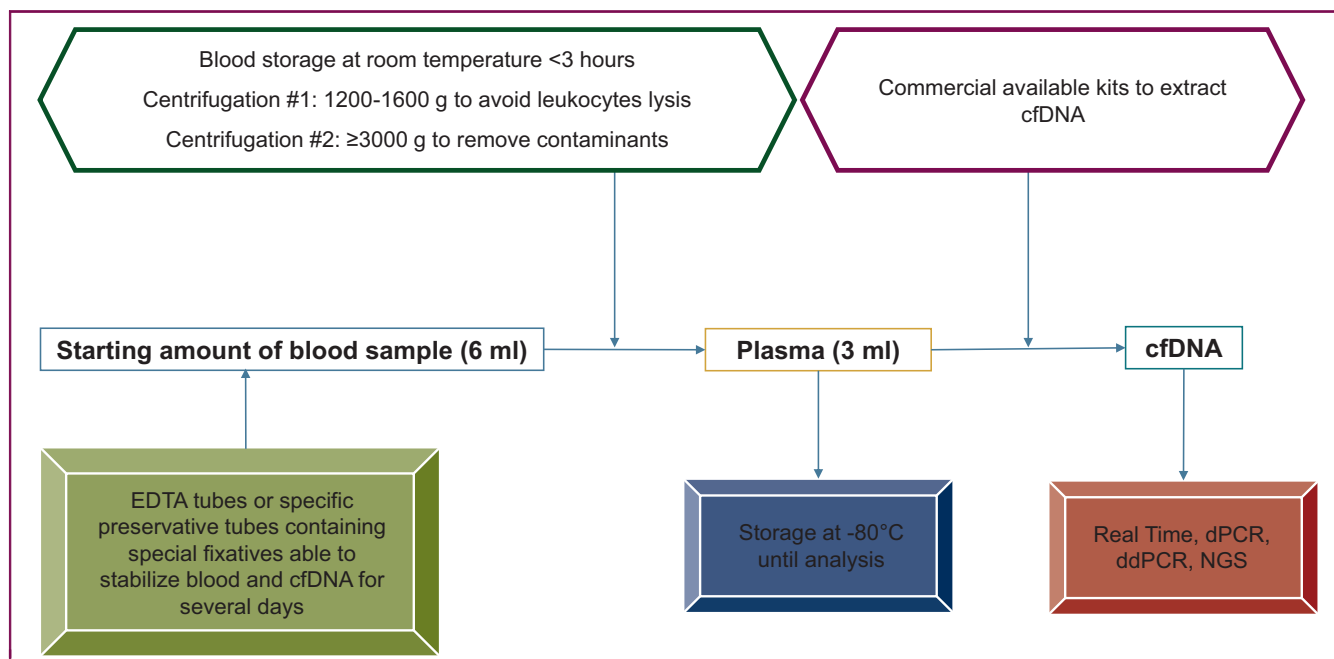 Blood storage at room temperature <3 hours
Centrifugation #1: 1200-1600 g to avoid leukocytes lysis
Centrifugation #2: ≥3000 g to remove contaminants
Commercial available kits to extract
cfDNA
Starting amount of blood sample (6 ml)
Plasma (3 ml)
cfDNA
EDTA tubes or specific
preservative tubes containing
special fixatives able to
stabilize blood and cfDNA for
several days
Storage at -80°C
until analysis
Real Time, dPCR,
ddPCR, NGS